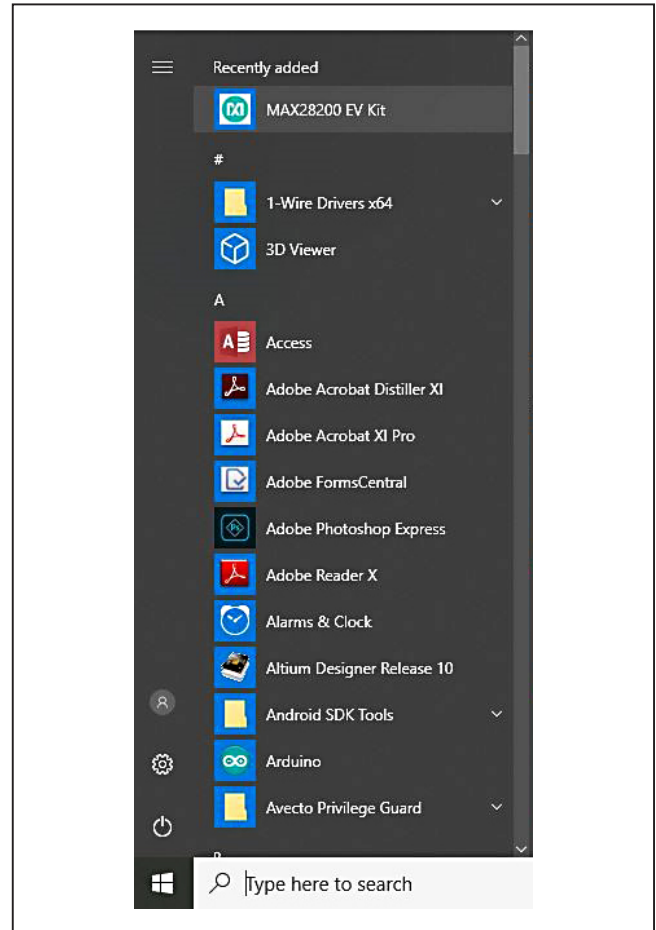 Recently added
MAX28200 EV Kit
#
1-Wire Drivers x64
3D Viewer
A
Access
Adobe Acrobat Distiller XI
Adobe Acrobat XI Pro
Adobe FormsCentral
Adobe Photoshop Express
Adobe Reader X
Alarms & Clock
Altium Designer Release 10
Android SDK Tools
Arduino
Avecto Privilege Guard
Type here to search